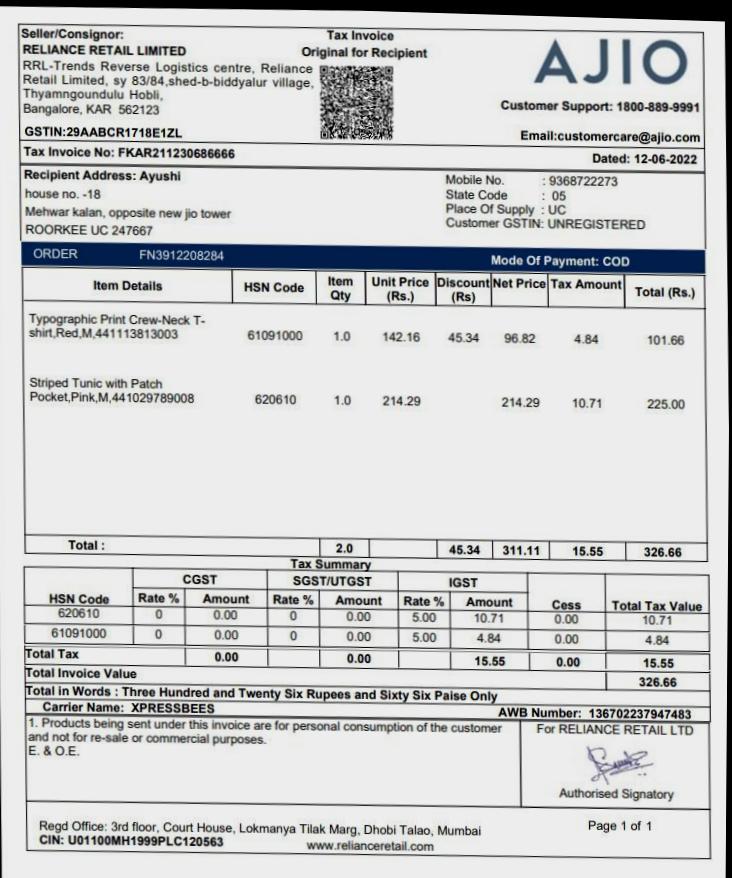 Seller/Consignor:
RELIANCE RETAIL LIMITED
RRL-Trends Reverse Logistics centre, Reliance
Retail Limited, sy 83/84,shed-b-biddyalur village,
Thyamngoundulu Hobli,
Bangalore, KAR 562123
GSTIN:29AABCR1718E1ZL
Tax Invoice
Original for Recipient
AJIO
Customer Support: 1800-889-9991
Email:customercare@ajio.com
Tax Invoice No: FKAR211230686666
Dated: 12-06-2022
Recipient Address: Ayushi
house no. -18
Mehwar kalan, opposite new jio tower
ROORKEE UC 247667
Mobile No. : 9368722273
State Code : 05
Place Of Supply : UC
Customer GSTIN: UNREGISTERED
ORDER FN3912208284 Mode Of Payment: COD
Item Details HSN Code Item Qty Unit Price (Rs.) Discount (Rs) Net Price Tax Amount Total (Rs.)
Typographic Print Crew-Neck T-
shirt,Red,M,441113813003 61091000 1.0 142.16 45.34 96.82 4.84 101.66
Striped Tunic with Patch
Pocket,Pink,M,441029789008 620610 1.0 214.29 214.29 10.71 225.00
Total : 2.0 45.34 311.11 15.55 326.66
Tax Summary
CGST SGST/UTGST IGST
HSN Code Rate % Amount Rate % Amount Rate % Amount Cess Total Tax Value
620610 0 0.00 0 0.00 5.00 10.71 0.00 10.71
61091000 0 0.00 0 0.00 5.00 4.84 0.00 4.84
Total Tax 0.00 0.00 15.55 0.00 15.55
Total Invoice Value 326.66
Total in Words : Three Hundred and Twenty Six Rupees and Sixty Six Paise Only
Carrier Name: XPRESSBEES AWB Number: 136702237947483
1. Products being sent under this invoice are for personal consumption of the customer
and not for re-sale or commercial purposes.
E. & O.E.
For RELIANCE RETAIL LTD
Authorised Signatory
Regd Office: 3rd floor, Court House, Lokmanya Tilak Marg, Dhobi Talao, Mumbai
CIN: U01100MH1999PLC120563 www.relianceretail.com
Page 1 of 1